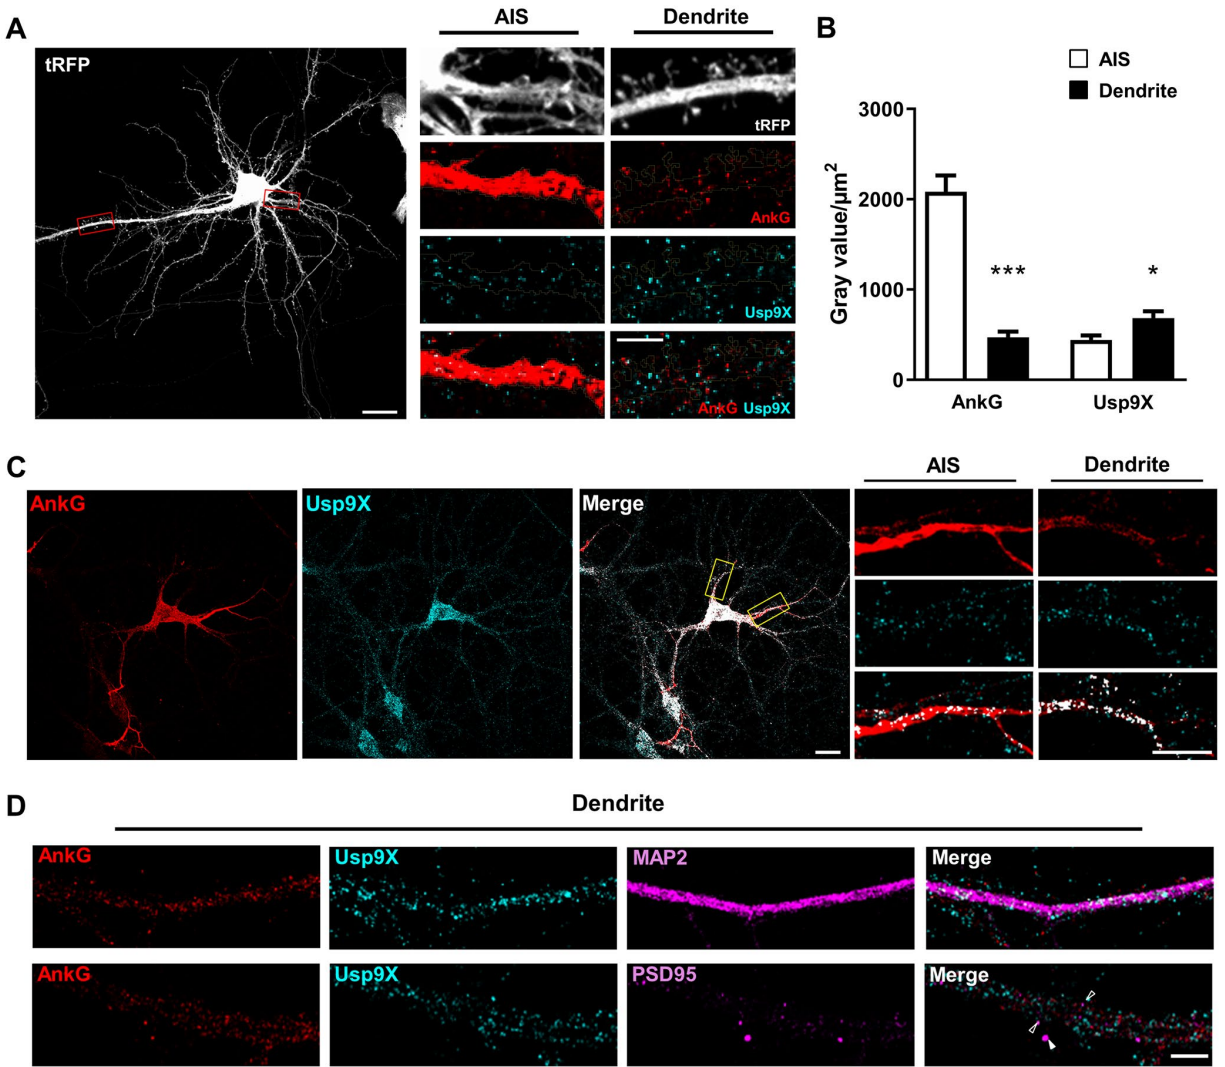 A
AIS
Dendrite
B
tRFP
tRFP
AnkG
Usp9X
AnkG Usp9X
AIS
Dendrite
3000
2000
1000
0
Gray value/µm²
***
*
AnkG
Usp9X
C
AnkG
Usp9X
Merge
AIS
Dendrite
D
Dendrite
AnkG
Usp9X
MAP2
Merge
AnkG
Usp9X
PSD95
Merge